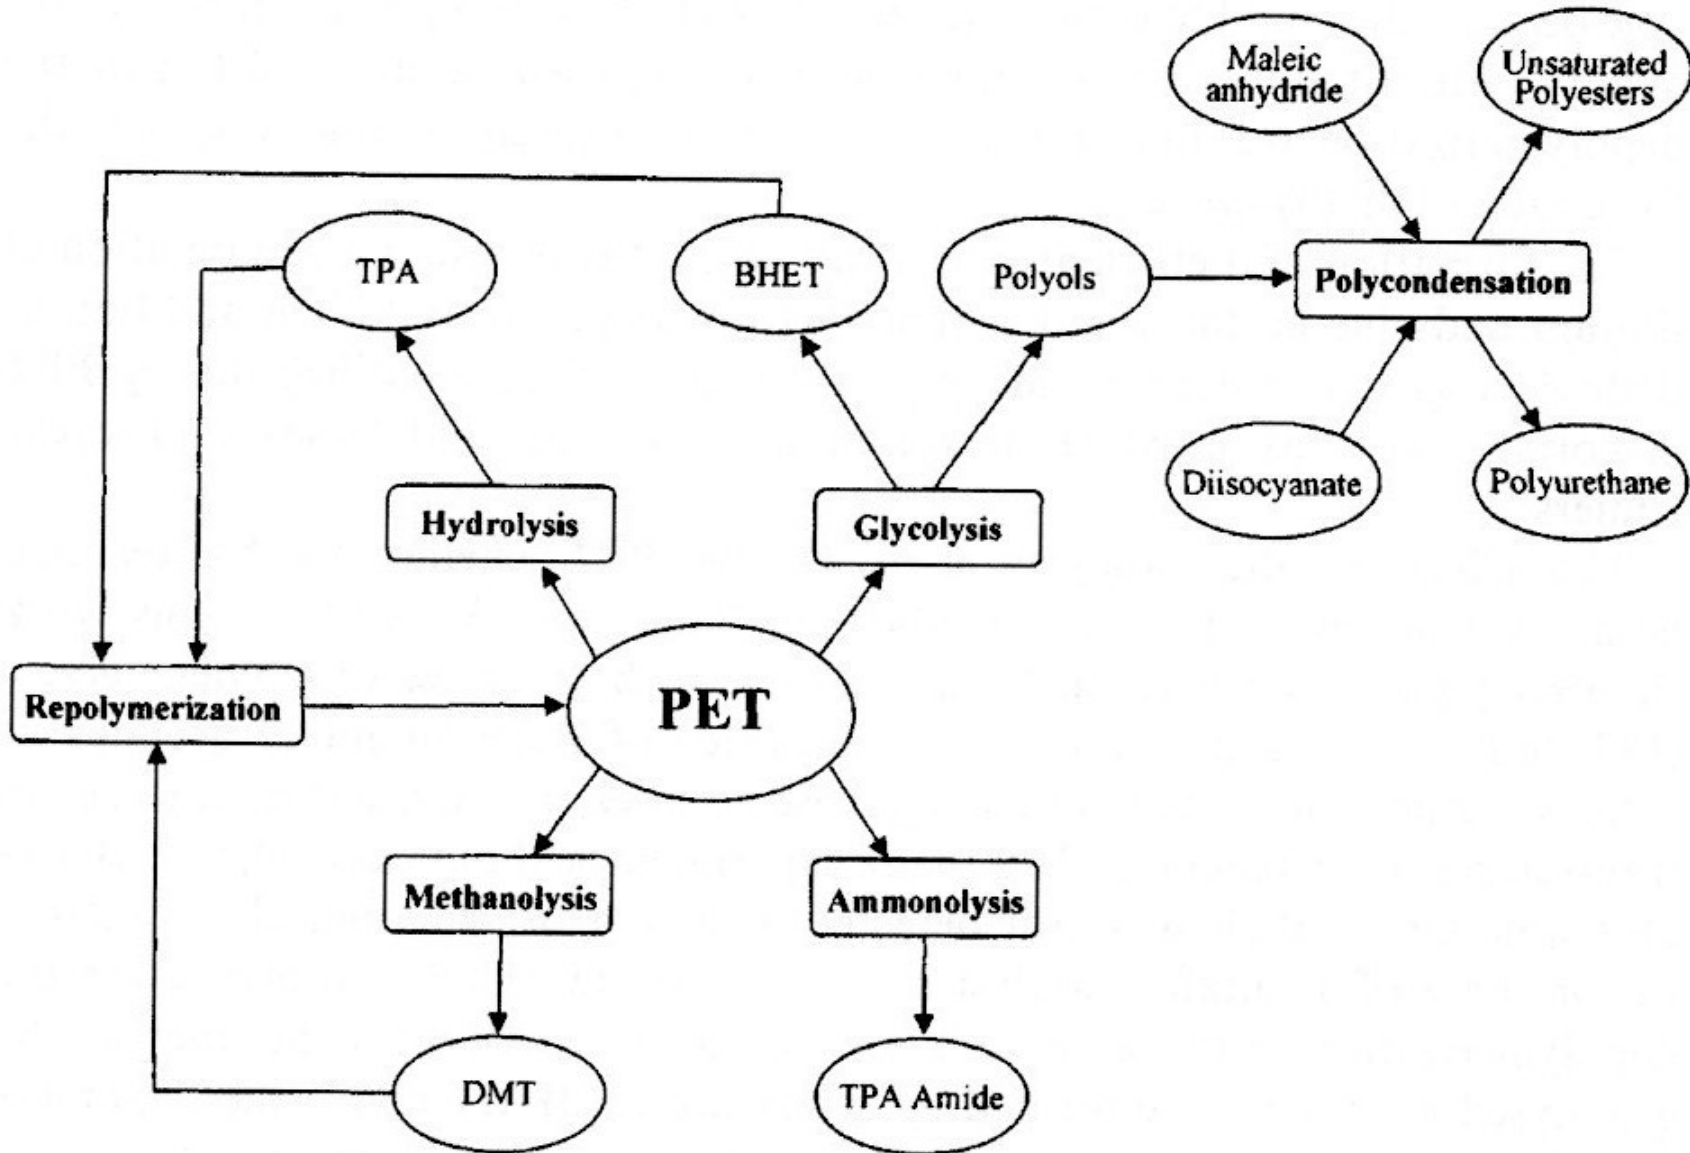 Maleic
anhydride
Unsaturated
Polyesters
TPA
BHET
Polyols
Polycondensation
Diisocyanate
Polyurethane
Hydrolysis
Glycolysis
PET
Repolymerization
Methanolysis
Ammonolysis
DMT
TPA Amide